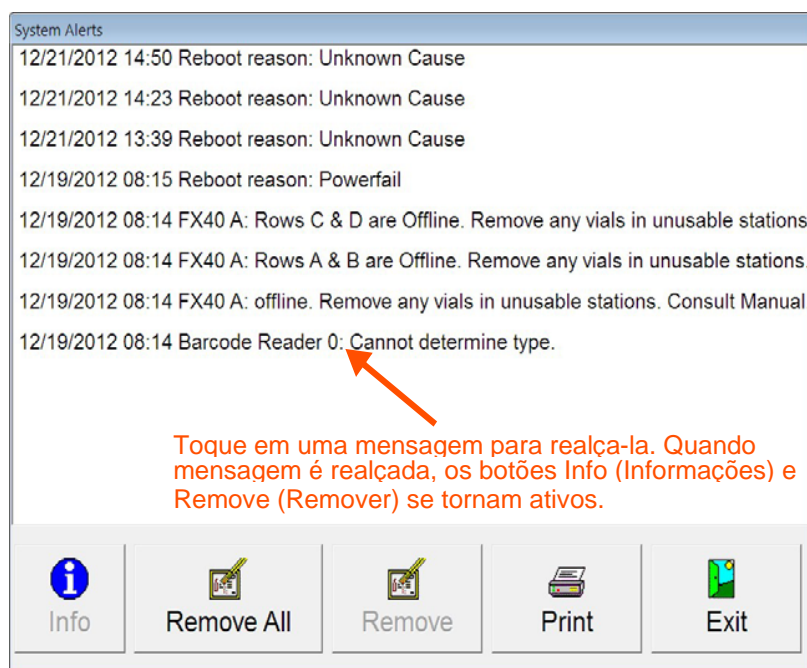 System Alerts
12/21/2012 14:50 Reboot reason: Unknown Cause
12/21/2012 14:23 Reboot reason: Unknown Cause
12/21/2012 13:39 Reboot reason: Unknown Cause
12/19/2012 08:15 Reboot reason: Powerfail
12/19/2012 08:14 FX40 A: Rows C & D are Offline. Remove any vials in unusable stations
12/19/2012 08:14 FX40 A: Rows A & B are Offline. Remove any vials in unusable stations.
12/19/2012 08:14 FX40 A: offline. Remove any vials in unusable stations. Consult Manual
12/19/2012 08:14 Barcode Reader 0: Cannot determine type.
Toque em uma mensagem para realça-la. Quando
mensagem é realçada, os botões Info (Informações) e
Remove (Remover) se tornam ativos.
Info
Remove All
Remove
Print
Exit